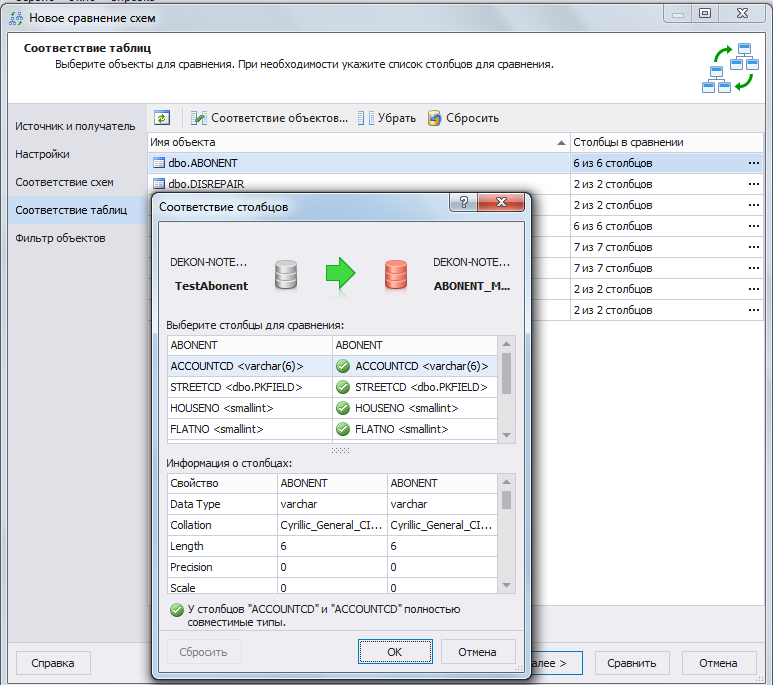 Новое сравнение схем
Соответствие таблиц
Выберите объекты для сравнения. При необходимости укажите список столбцов для сравнения.
Источник и получатель
Настройки
Соответствие схем
Соответствие таблиц
Фильтр объектов
Соответствие объектов... Убрать Сбросить
Имя объекта Столбцы в сравнении
dbo.ABONENT 6 из 6 столбцов ...
dbo.DISREPAIR 2 из 2 столбцов ...
2 из 2 столбцов ...
6 из 6 столбцов ...
7 из 7 столбцов ...
7 из 7 столбцов ...
2 из 2 столбцов ...
2 из 2 столбцов ...
Соответствие столбцов ?
DEKON-NOTE... DEKON-NOTE...
TestAbonent ABONENT_M...
Выберите столбцы для сравнения:
ABONENT ABONENT
ACCOUNTCD <varchar(6)> ACCOUNTCD <varchar(6)>
STREETCD <dbo.PKFIELD> STREETCD <dbo.PKFIELD>
HOUSENO <smallint> HOUSENO <smallint>
FLATNO <smallint> FLATNO <smallint>
Информация о столбцах:
Свойство ABONENT ABONENT
Data Type varchar varchar
Collation Cyrillic_General_CI... Cyrillic_General_CI...
Length 6 6
Precision 0 0
Scale 0 0
У столбцов "ACCOUNTCD" и "ACCOUNTCD" полностью
совместимые типы.
Сбросить OK Отмена
Справка алее > Сравнить Отмена